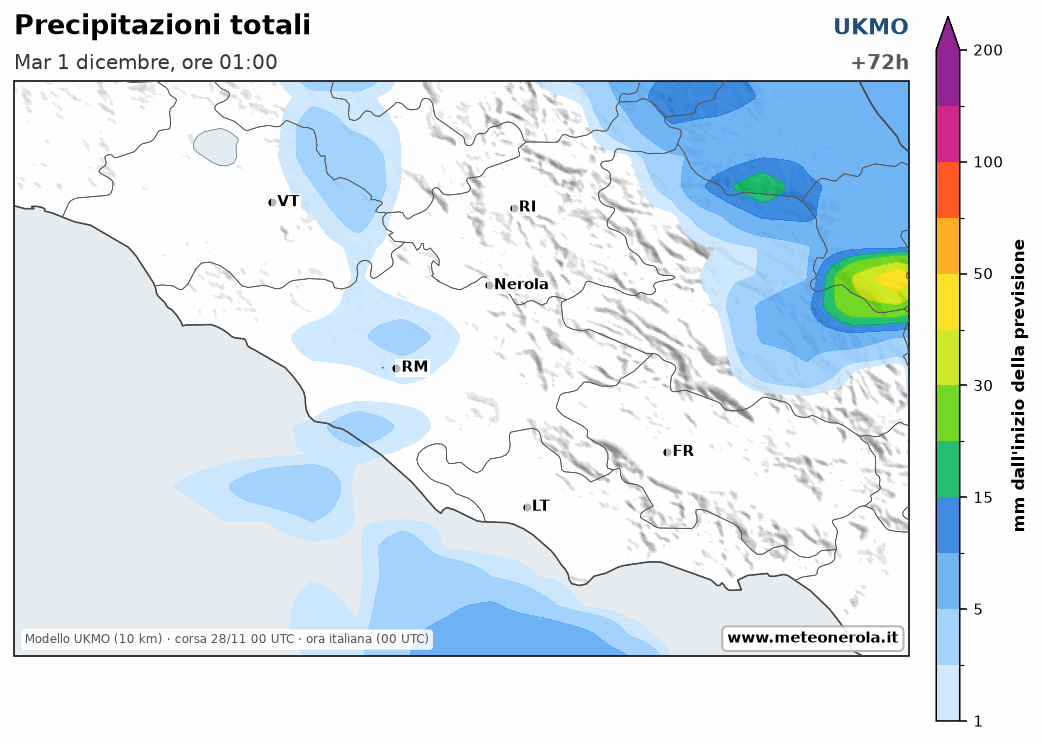 Precipitazioni totali
UKMO
Mar 1 dicembre, ore 01:00
+72h
200
100
50
30
15
5
1
mm dall'inizio della previsione
VT
RI
Nerola
RM
FR
LT
Modello UKMO (10 km) · corsa 28/11 00 UTC · ora italiana (00 UTC)
www.meteonerola.it